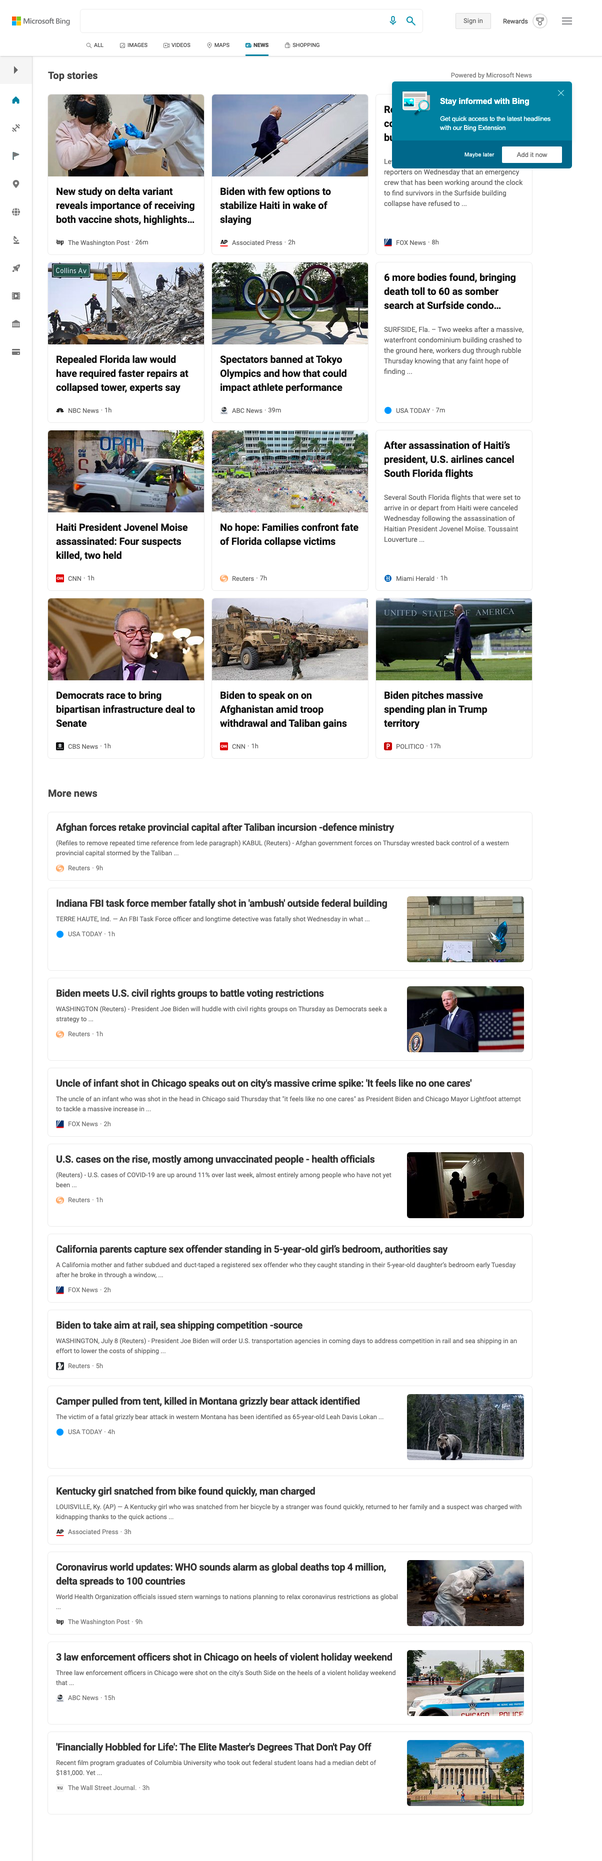 Microsoft Bing
Sign in
Rewards
ALL
IMAGES
VIDEOS
MAPS
NEWS
SHOPPING
Top stories
Powered by Microsoft News
Stay informed with Bing
Get quick access to the latest headlines
with our Bing Extension
Maybe later
Add it now
New study on delta variant
reveals importance of receiving
both vaccine shots, highlights...
wp The Washington Post · 26m
Biden with few options to
stabilize Haiti in wake of
slaying
AP Associated Press · 2h
reporters on Wednesday that an emergency
crew that has been working around the clock
to find survivors in the Surfside building
collapse have refused to ...
FOX News · 8h
Collins Av
Repealed Florida law would
have required faster repairs at
collapsed tower, experts say
NBC News · 1h
Spectators banned at Tokyo
Olympics and how that could
impact athlete performance
ABC News · 39m
6 more bodies found, bringing
death toll to 60 as somber
search at Surfside condo...
SURFSIDE, Fla. – Two weeks after a massive,
waterfront condominium building crashed to
the ground here, workers dug through rubble
Thursday knowing that any faint hope of
finding ...
USA TODAY · 7m
Haiti President Jovenel Moise
assassinated: Four suspects
killed, two held
CNN · 1h
No hope: Families confront fate
of Florida collapse victims
Reuters · 7h
After assassination of Haiti's
president, U.S. airlines cancel
South Florida flights
Several South Florida flights that were set to
arrive in or depart from Haiti were canceled
Wednesday following the assassination of
Haitian President Jovenel Moise. Toussaint
Louverture ...
Miami Herald · 1h
Democrats race to bring
bipartisan infrastructure deal to
Senate
CBS News · 1h
Biden to speak on on
Afghanistan amid troop
withdrawal and Taliban gains
CNN · 1h
UNITED STATES OF AMERICA
Biden pitches massive
spending plan in Trump
territory
POLITICO · 17h
More news
Afghan forces retake provincial capital after Taliban incursion -defence ministry
(Refiles to remove repeated time reference from lede paragraph) KABUL (Reuters) - Afghan government forces on Thursday wrested back control of a western
provincial capital stormed by the Taliban ...
Reuters · 9h
Indiana FBI task force member fatally shot in 'ambush' outside federal building
TERRE HAUTE, Ind. — An FBI Task Force officer and longtime detective was fatally shot Wednesday in what ...
USA TODAY · 1h
Biden meets U.S. civil rights groups to battle voting restrictions
WASHINGTON (Reuters) - President Joe Biden will huddle with civil rights groups on Thursday as Democrats seek a
strategy to ...
Reuters · 1h
Uncle of infant shot in Chicago speaks out on city's massive crime spike: 'It feels like no one cares'
The uncle of an infant who was shot in the head in Chicago said Thursday that "it feels like no one cares" as President Biden and Chicago Mayor Lightfoot attempt
to tackle a massive increase in ...
FOX News · 2h
U.S. cases on the rise, mostly among unvaccinated people - health officials
(Reuters) - U.S. cases of COVID-19 are up around 11% over last week, almost entirely among people who have not yet
been ...
Reuters · 1h
California parents capture sex offender standing in 5-year-old girl's bedroom, authorities say
A California mother and father subdued and duct-taped a registered sex offender who they caught standing in their 5-year-old daughter's bedroom early Tuesday
after he broke in through a window, ...
FOX News · 2h
Biden to take aim at rail, sea shipping competition -source
WASHINGTON, July 8 (Reuters) - President Joe Biden will order U.S. transportation agencies in coming days to address competition in rail and sea shipping in an
effort to lower the costs of shipping ...
Reuters · 5h
Camper pulled from tent, killed in Montana grizzly bear attack identified
The victim of a fatal grizzly bear attack in western Montana has been identified as 65-year-old Leah Davis Lokan ...
USA TODAY · 4h
Kentucky girl snatched from bike found quickly, man charged
LOUISVILLE, Ky. (AP) — A Kentucky girl who was snatched from her bicycle by a stranger was found quickly, returned to her family and a suspect was charged with
kidnapping thanks to the quick actions ...
AP Associated Press · 3h
Coronavirus world updates: WHO sounds alarm as global deaths top 4 million,
delta spreads to 100 countries
World Health Organization officials issued stern warnings to nations planning to relax coronavirus restrictions as global
...
wp The Washington Post · 9h
3 law enforcement officers shot in Chicago on heels of violent holiday weekend
Three law enforcement officers in Chicago were shot on the city's South Side on the heels of a violent holiday weekend
that ...
ABC News · 15h
CHICAGO POLICE
'Financially Hobbled for Life': The Elite Master's Degrees That Don't Pay Off
Recent film program graduates of Columbia University who took out federal student loans had a median debt of
$181,000. Yet ...
WSJ The Wall Street Journal. · 3h